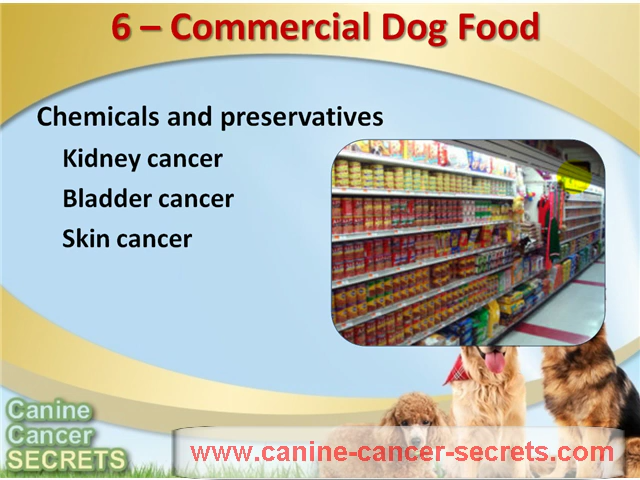 6 – Commercial Dog Food
Chemicals and preservatives
Kidney cancer
Bladder cancer
Skin cancer
Canine
Cancer
SECRETS
www.canine-cancer-secrets.com